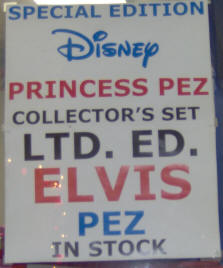 SPECIAL EDITION
Disney
PRINCESS PEZ
COLLECTOR'S SET
LTD. ED.
ELVIS
PEZ
IN STOCK